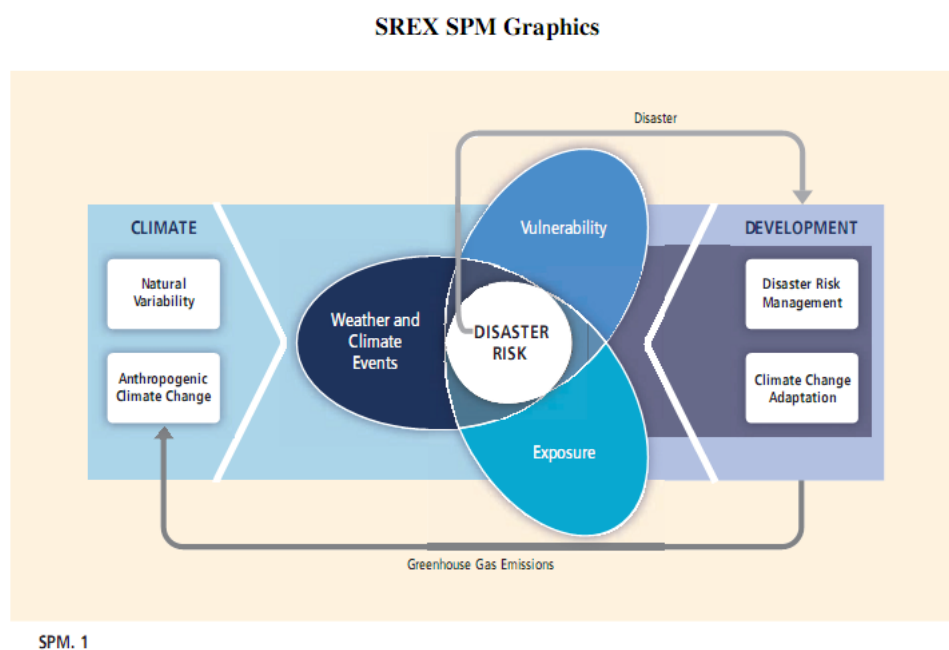 SREX SPM Graphics
Disaster
CLIMATE
Natural
Variability
Anthropogenic
Climate Change
Weather and
Climate
Events
Vulnerability
DISASTER
RISK
Exposure
DEVELOPMENT
Disaster Risk
Management
Climate Change
Adaptation
Greenhouse Gas Emissions
SPM. 1